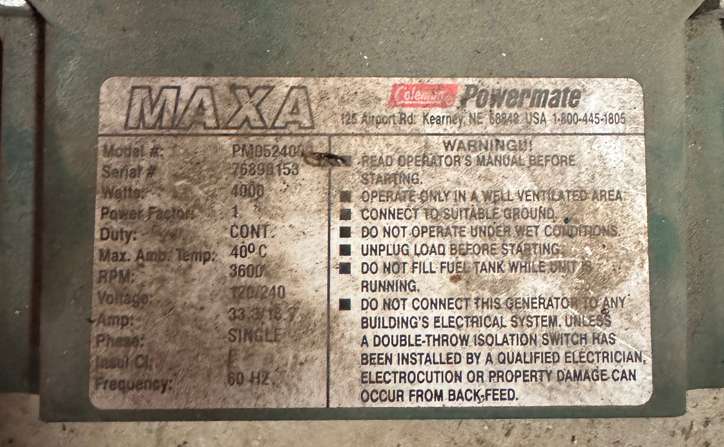 MAXA
Coleman Powermate
125 Airport Rd. Kearney, NE 68848 USA 1-800-445-1805
Model #:
Serial # 76890153
Watts: 4000
Power Factor: 1
Duty: CONT.
Max. Amb. Temp: 40º C
RPM: 3600
Voltage: 120/240
Amp: 33.3/16.7
Phase: SINGLE
Insul Cl. F
Frequency: 60 HZ
WARNING!!
■ READ OPERATOR'S MANUAL BEFORE
STARTING.
■ OPERATE ONLY IN A WELL VENTILATED AREA.
■ CONNECT TO SUITABLE GROUND.
■ DO NOT OPERATE UNDER WET CONDITIONS.
■ UNPLUG LOAD BEFORE STARTING.
■ DO NOT FILL FUEL TANK WHILE UNIT IS
RUNNING.
■ DO NOT CONNECT THIS GENERATOR TO ANY
BUILDING'S ELECTRICAL SYSTEM, UNLESS
A DOUBLE-THROW ISOLATION SWITCH HAS
BEEN INSTALLED BY A QUALIFIED ELECTRICIAN,
ELECTROCUTION OR PROPERTY DAMAGE CAN
OCCUR FROM BACK-FEED.